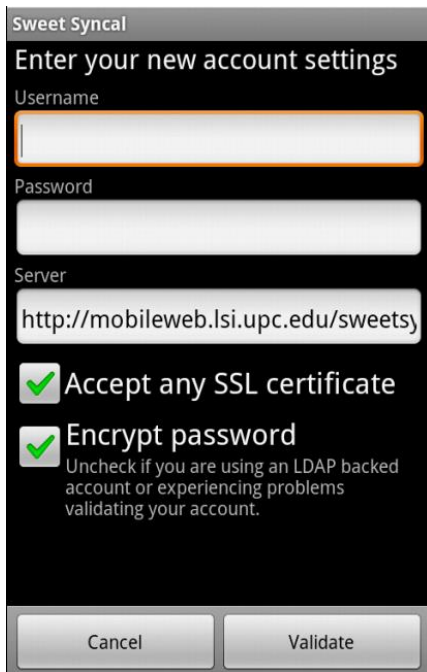 Sweet Syncal
Enter your new account settings
Username
Password
Server
http://mobileweb.lsi.upc.edu/sweetsy
Accept any SSL certificate
Encrypt password
Uncheck if you are using an LDAP backed
account or experiencing problems
validating your account.
Cancel
Validate